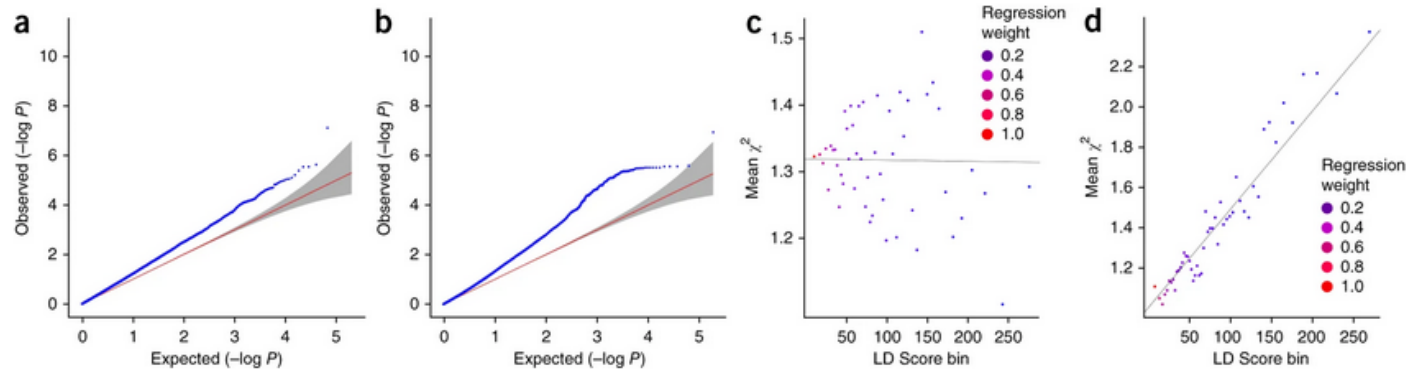 a
10
8
6
4
2
0
Observed (–log P)
0 1 2 3 4 5
Expected (–log P)
b
10
8
6
4
2
0
Observed (–log P)
0 1 2 3 4 5
Expected (–log P)
c
1.5
1.4
1.3
1.2
Mean χ2
50 100 150 200 250
LD Score bin
Regression
weight
0.2
0.4
0.6
0.8
1.0
d
2.2
2.0
1.8
1.6
1.4
1.2
Mean χ2
50 100 150 200 250
LD Score bin
Regression
weight
0.2
0.4
0.6
0.8
1.0